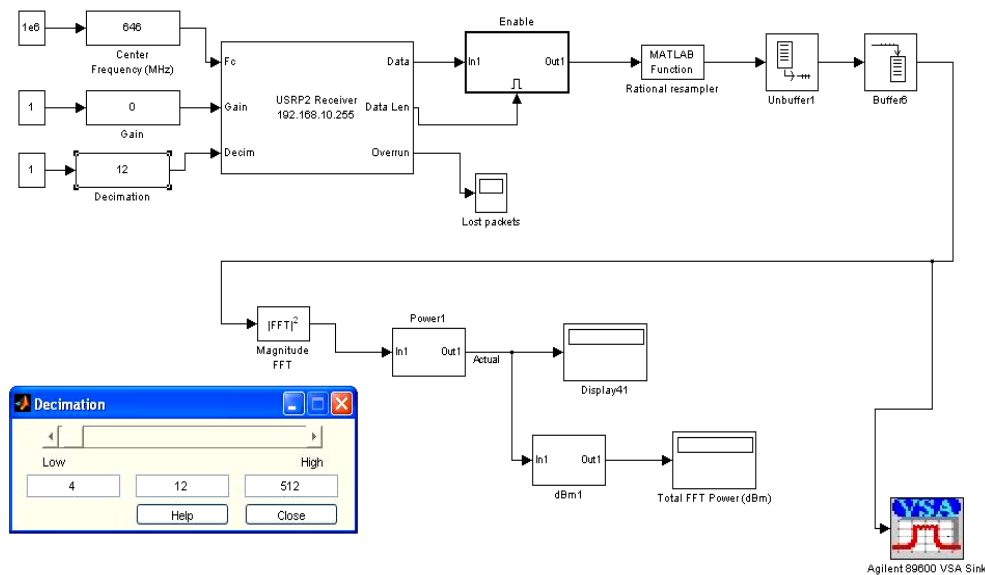 Enable
1e6
646
Center
Frequency (MHz)
Fc
Data
In1
Out1
MATLAB
Function
Rational resampler
Unbuffer1
Buffer6
1
0
Gain
Gain
USRP2 Receiver
192.168.10.255
Data Len
1
12
Decimation
Decim
Overrun
Lost packets
|FFT|2
Magnitude
FFT
Power1
In1
Out1
Actual
Display41
In1
Out1
dBm1
Total FFT Power (dBm)
Decimation
Low
High
4
12
512
Help
Close
VSA
Agilent 89600 VSA Sink